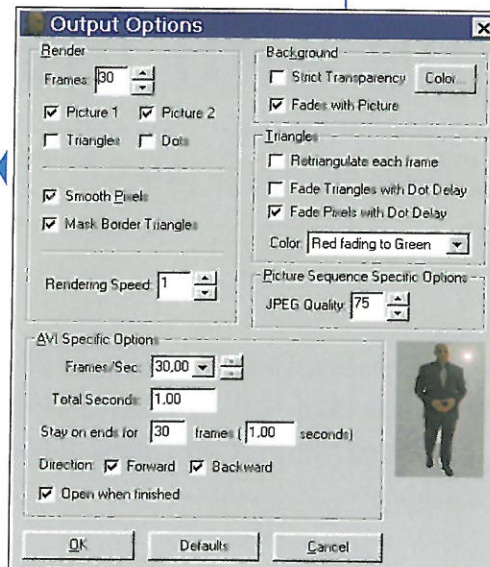 Output Options
Render
Frames: 30
Picture 1 Picture 2
Triangles Dots
Smooth Pixels
Mask Border Triangles
Rendering Speed: 1
Background
Strict Transparency Color...
Fades with Picture
Triangles
Retriangulate each frame
Fade Triangles with Dot Delay
Fade Pixels with Dot Delay
Color: Red fading to Green
Picture Sequence Specific Options
JPEG Quality: 75
AVI Specific Options
Frames/Sec: 30,00
Total Seconds: 1.00
Stay on ends for 30 frames ( 1.00 seconds)
Direction: Forward Backward
Open when finished
OK Defaults Cancel